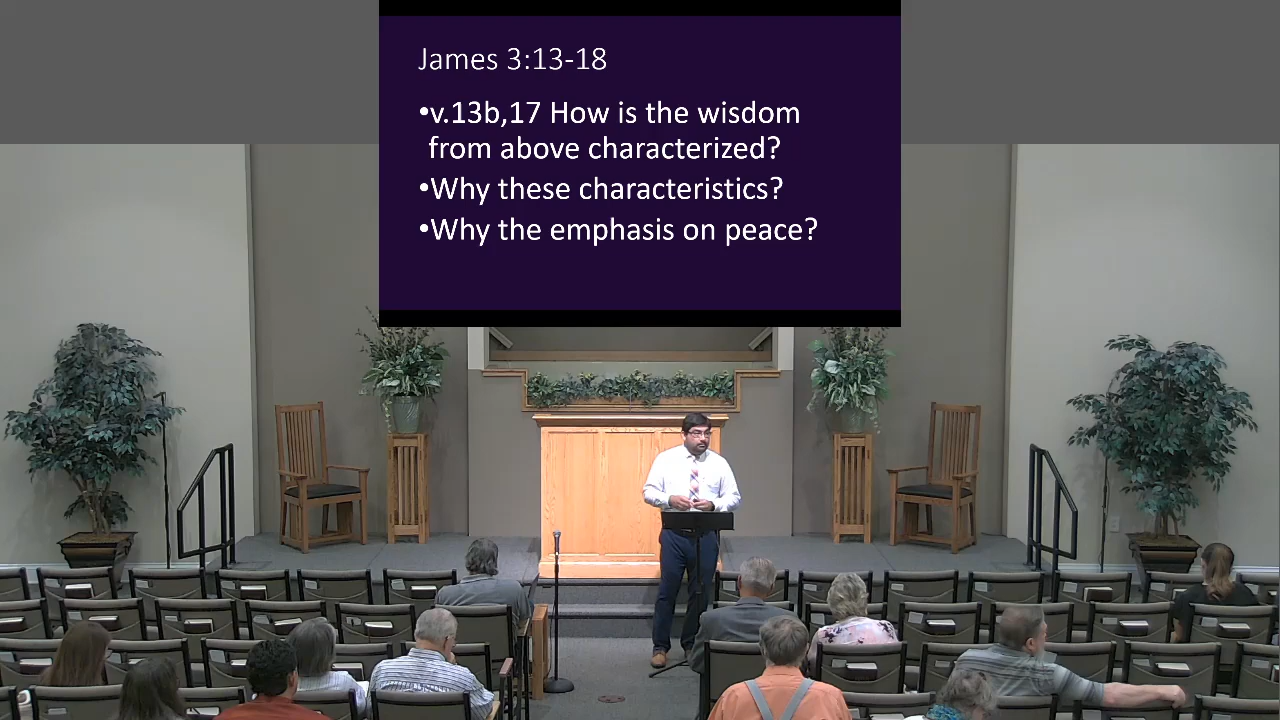 James 3:13-18
•v.13b,17 How is the wisdom
from above characterized?
•Why these characteristics?
•Why the emphasis on peace?